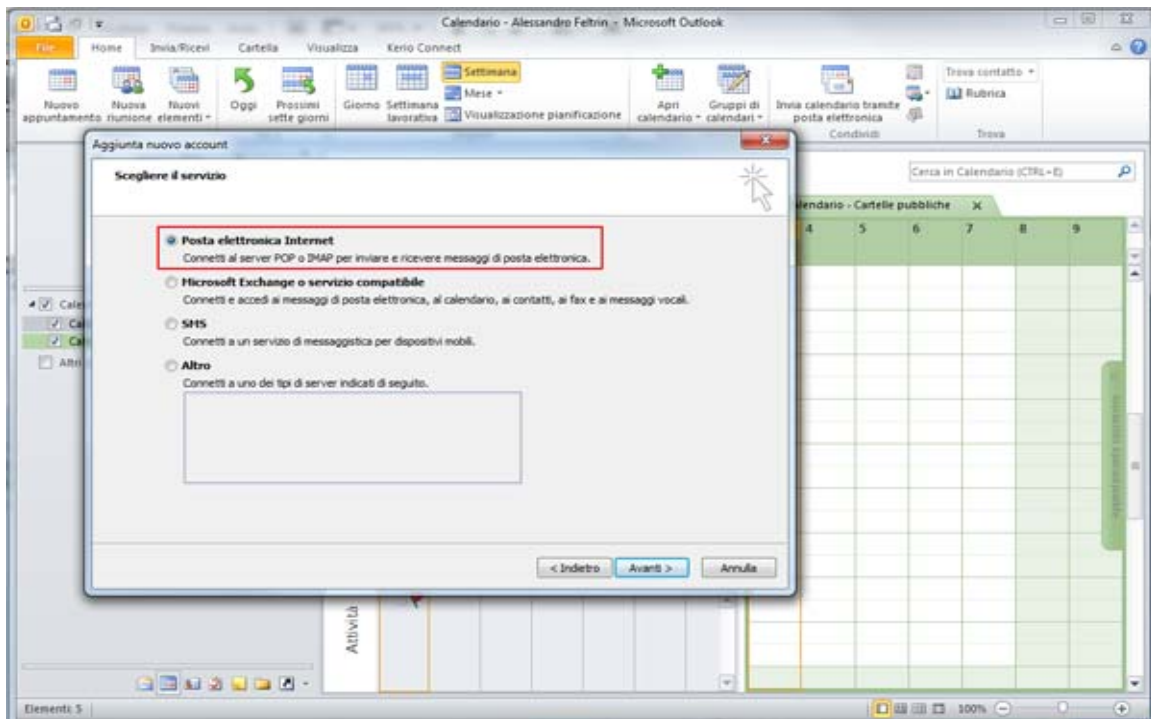 Calendario - Alessandro Feltrin - Microsoft Outlook
File Home Invia/Ricevi Cartella Visualizza Kerio Connect
Nuovo appuntamento
Nuova riunione
Nuovi elementi
Oggi
Prossimi sette giorni
Giorno
Settimana lavorativa
Settimana
Mese
Visualizzazione pianificazione
Apri calendario
Gruppi di calendari
Invia calendario tramite posta elettronica
Condividi
Trova contatto
Rubrica
Trova
Aggiunta nuovo account
Scegliere il servizio
Posta elettronica Internet
Connetti al server POP o IMAP per inviare e ricevere messaggi di posta elettronica.
Microsoft Exchange o servizio compatibile
Connetti e accedi ai messaggi di posta elettronica, al calendario, ai contatti, ai fax e ai messaggi vocali.
SMS
Connetti a un servizio di messaggistica per dispositivi mobili.
Altro
Connetti a uno dei tipi di server indicati di seguito.
< Indietro Avanti > Annulla
Cerca in Calendario (CTRL+E)
lendario - Cartelle pubbliche
4 5 6 7 8 9
Cale
Ca
Ca
Altri
Attività
Elementi: 5
100%